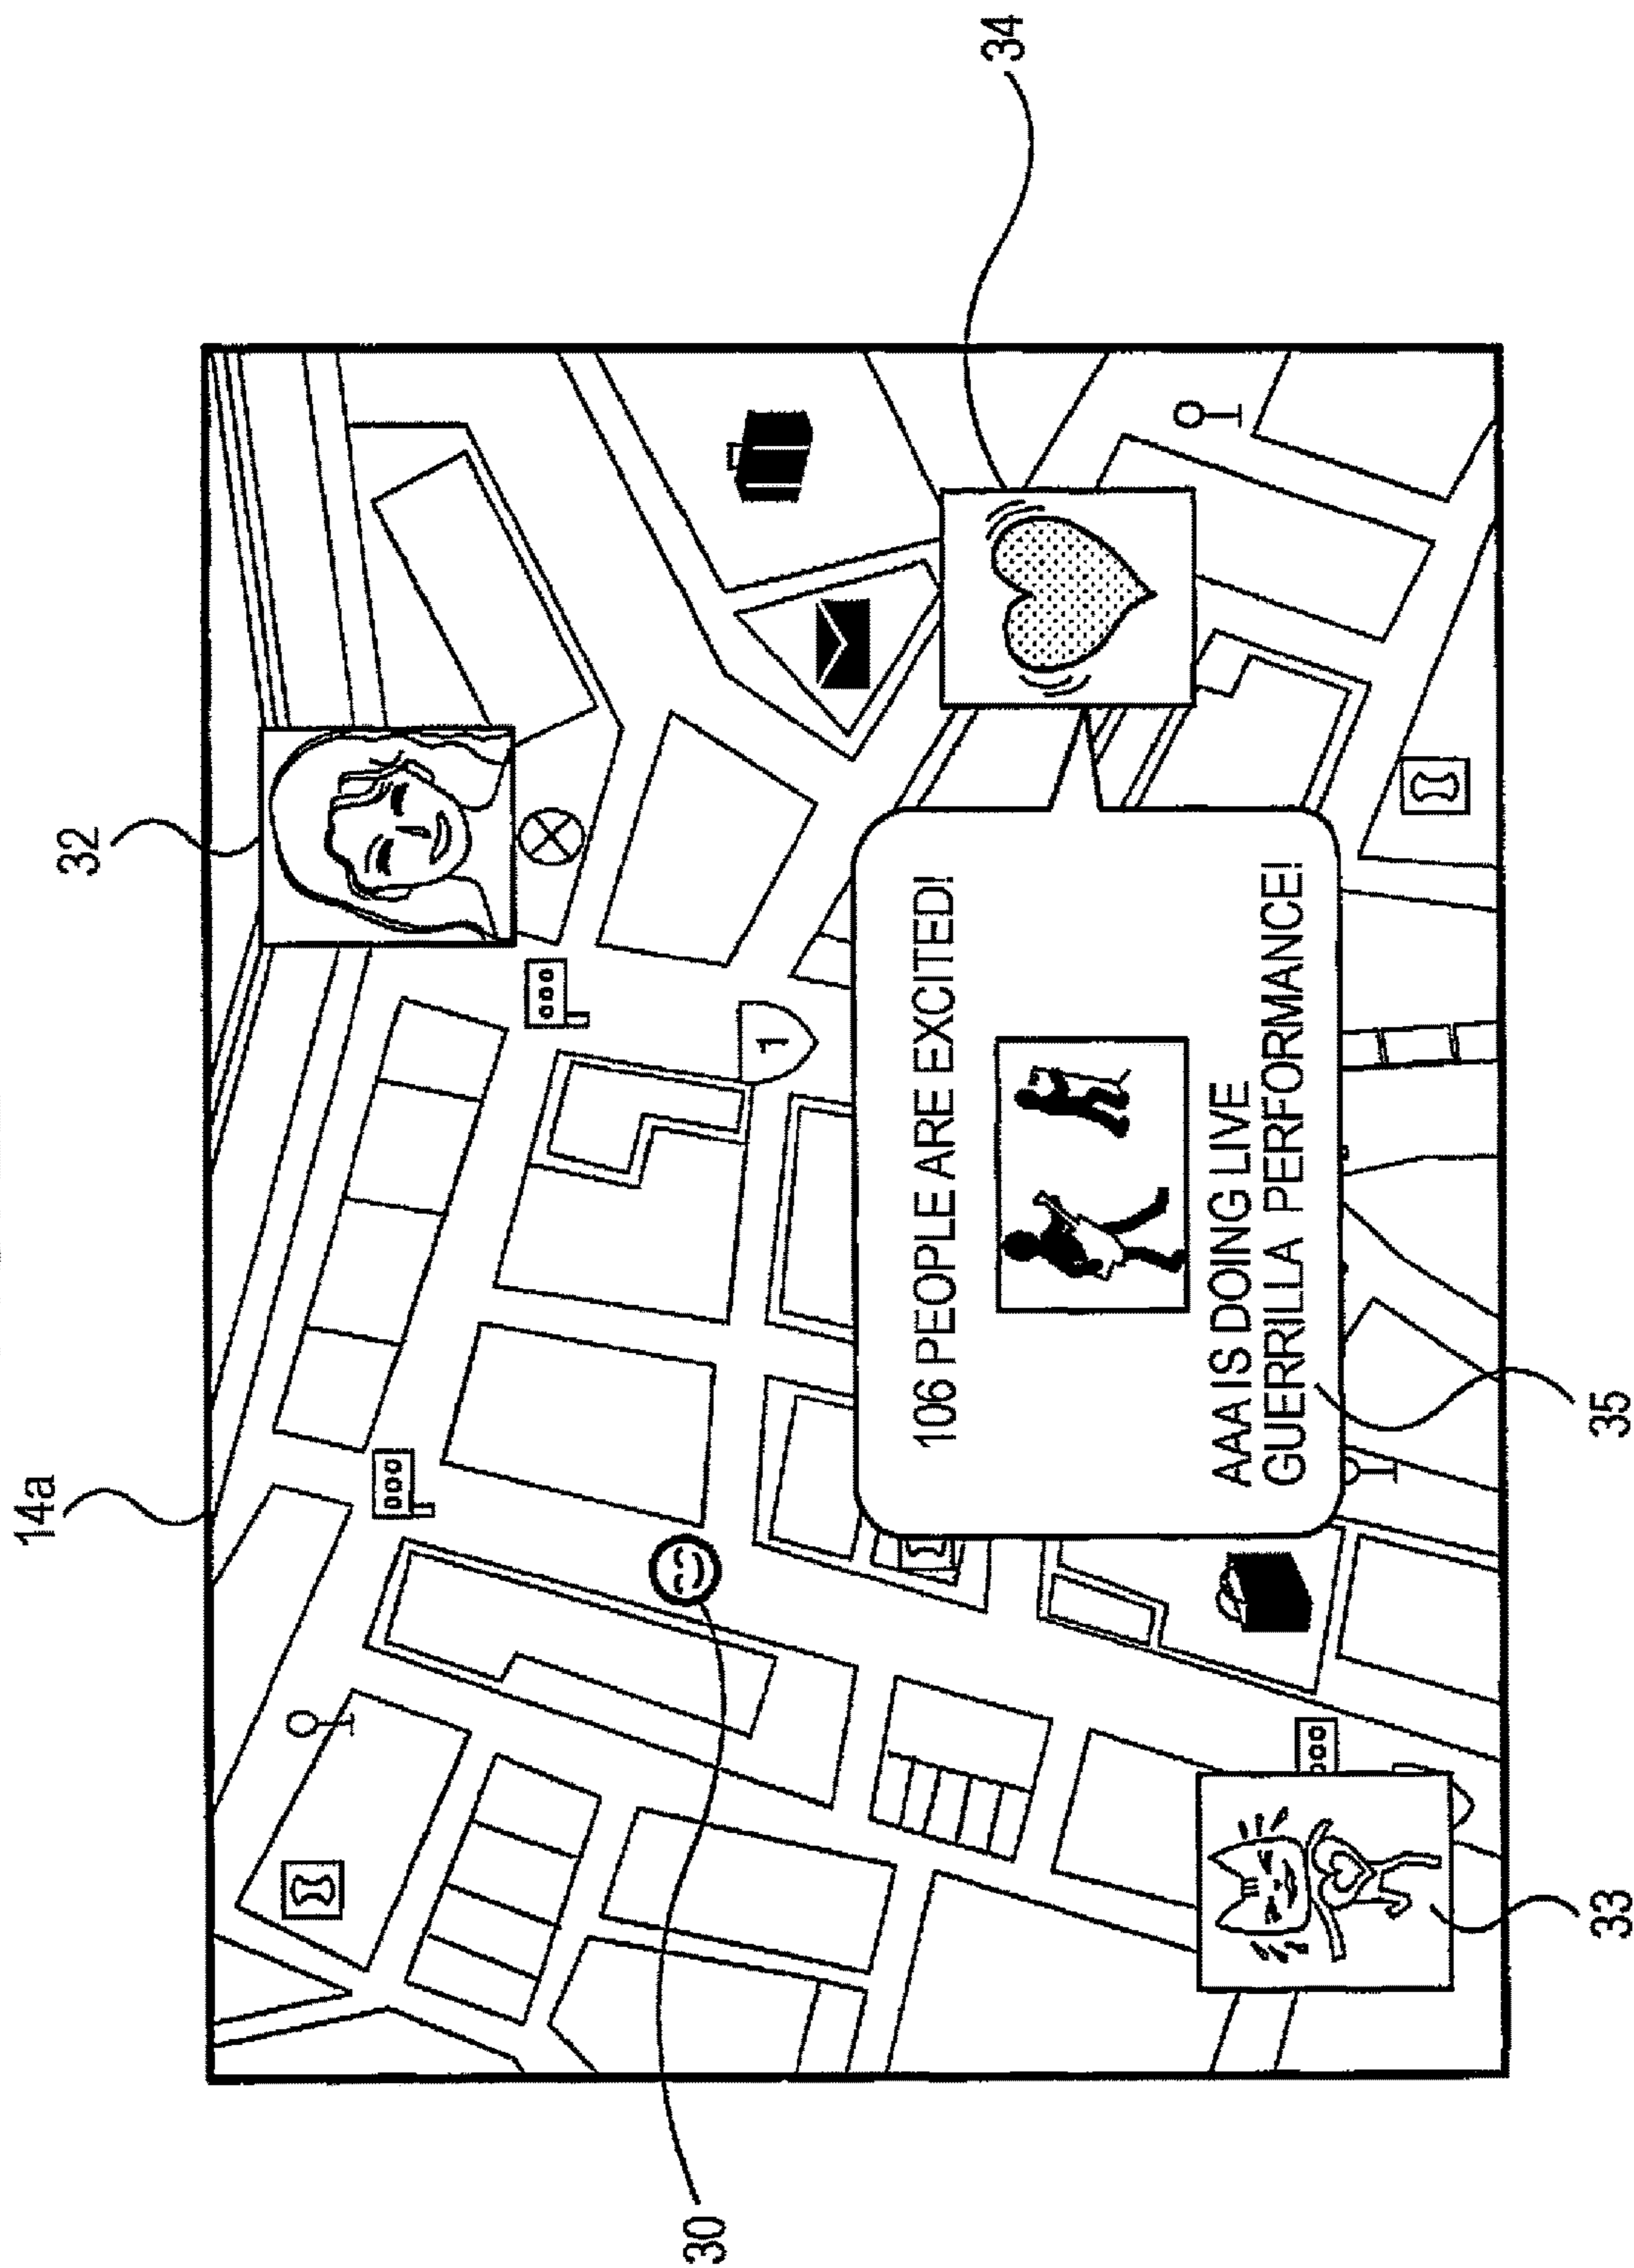 14a
32
34
30
1
106 PEOPLE ARE EXCITED!
AAA IS DOING LIVE
GUERRILLA PERFORMANCE!
33
35